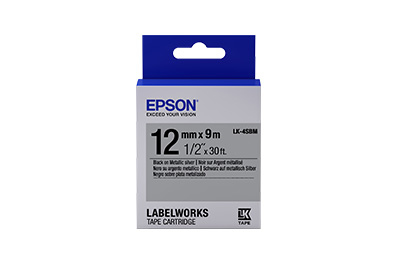 EPSON
EXCEED YOUR VISION
12 mm x 9m
LK-4SBM
1/2" x 30 ft.
Black on Metallic silver | Noir sur Argent métallisé
Nero su argento metallico | Schwarz auf metallisch Silber
Negro sobre plata metalizado
LABELWORKS
TAPE CARTRIDGE
LK
TAPE